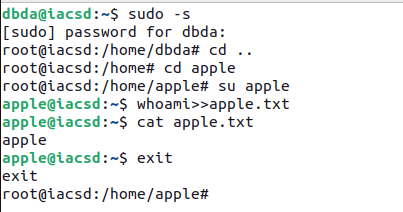 dbda@iacsd:~$ sudo -s
[sudo] password for dbda:
root@iacsd:/home/dbda# cd ..
root@iacsd:/home# cd apple
root@iacsd:/home/apple# su apple
apple@iacsd:~$ whoami>>apple.txt
apple@iacsd:~$ cat apple.txt
apple
apple@iacsd:~$ exit
exit
root@iacsd:/home/apple#